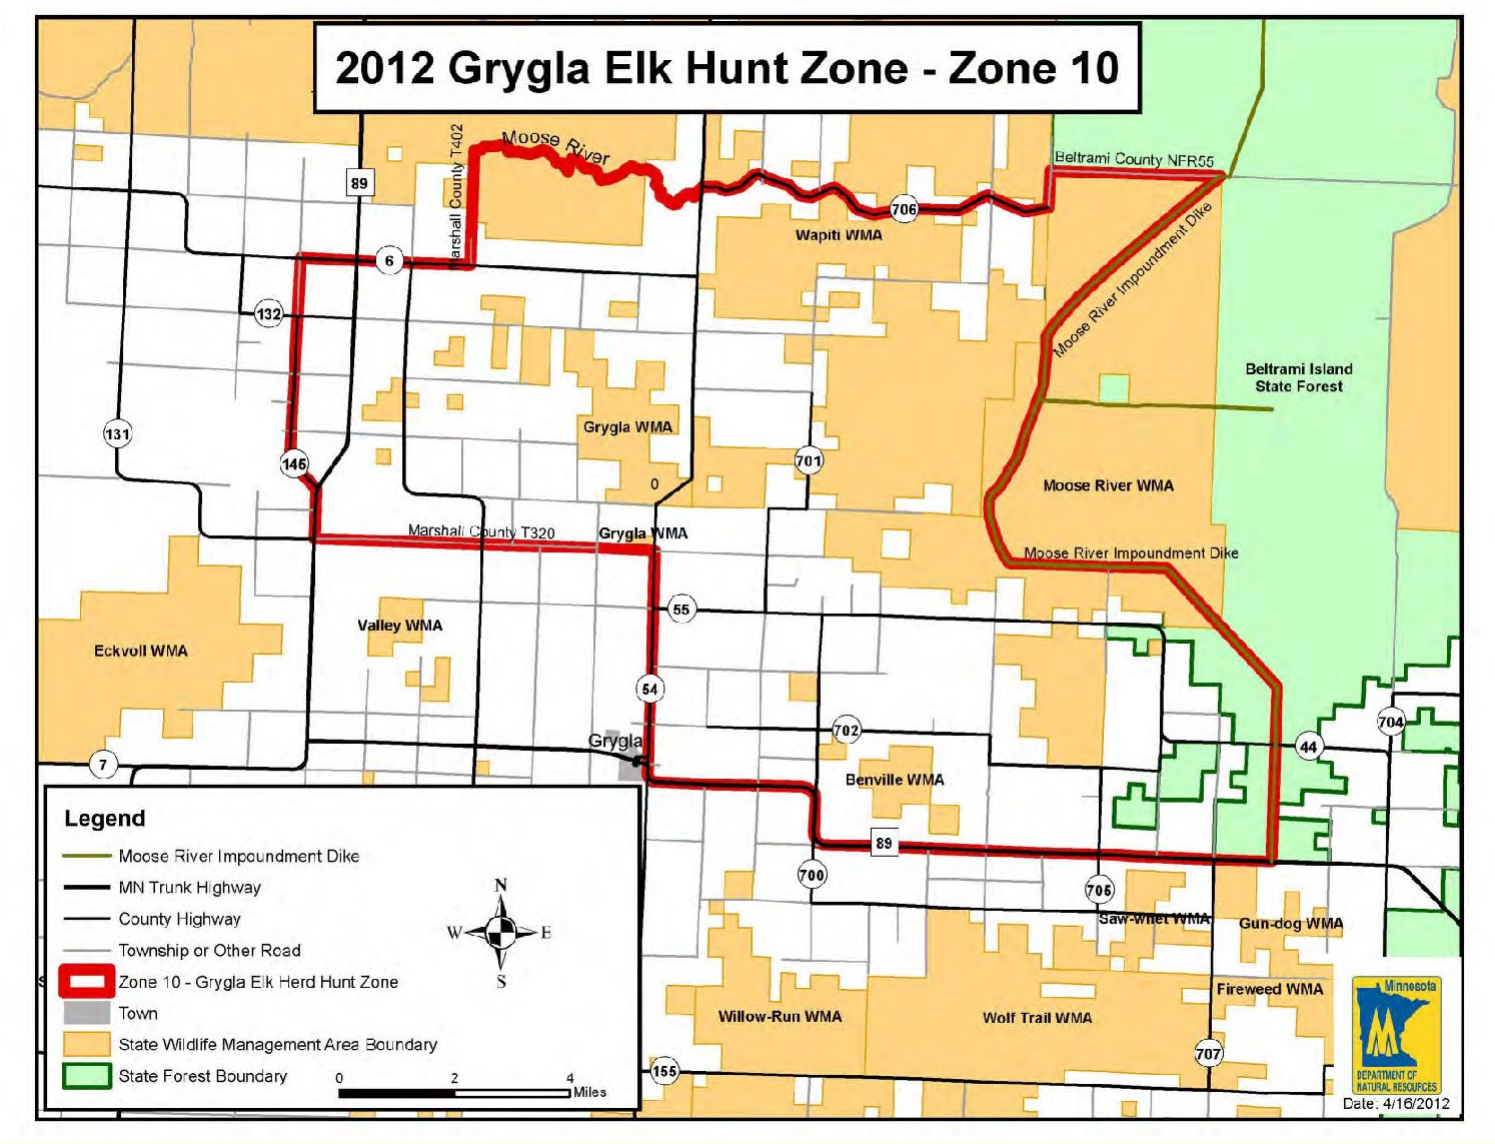 2012 Grygla Elk Hunt Zone - Zone 10
Moose River
Marshall County T402
89
Beltrami County NFR55
706
Wapiti WMA
6
Moose River Impoundment Dike
132
Beltrami Island
State Forest
Grygla WMA
131
145
701
0
Moose River WMA
Marshall County T320
Grygla WMA
Moose River Impoundment Dike
55
Valley WMA
Eckvoll WMA
54
702
704
44
Grygla
7
Benville WMA
89
700
705
Saw-whet WMA
Gun-dog WMA
Fireweed WMA
Willow-Run WMA
Wolf Trail WMA
707
155
Legend
Moose River Impoundment Dike
MN Trunk Highway
County Highway
Township or Other Road
Zone 10 - Grygla Elk Herd Hunt Zone
Town
State Wildlife Management Area Boundary
State Forest Boundary
N
W E
S
0 2 4
Miles
Minnesota
DEPARTMENT OF
NATURAL RESOURCES
Date: 4/16/2012